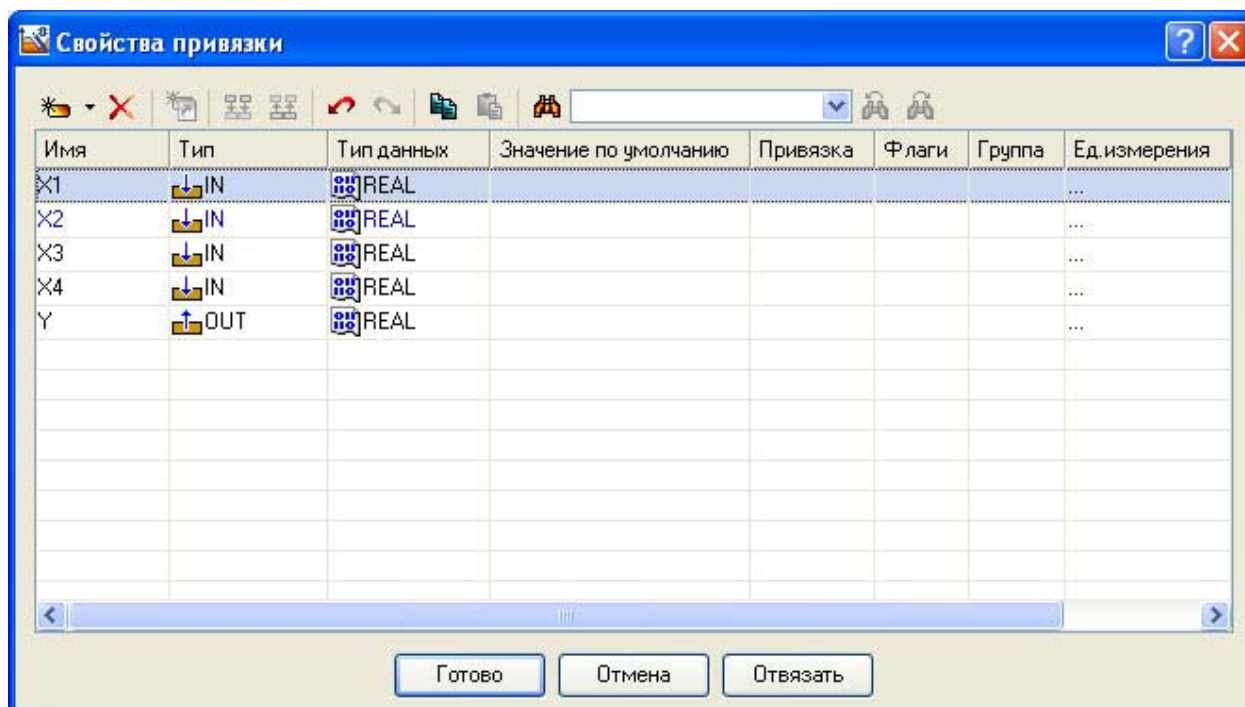 Свойства привязки
Имя Тип Тип данных Значение по умолчанию Привязка Флаги Группа Ед.измерения
X1 IN REAL ...
X2 IN REAL ...
X3 IN REAL ...
X4 IN REAL ...
Y OUT REAL ...
Готово Отмена Отвязать